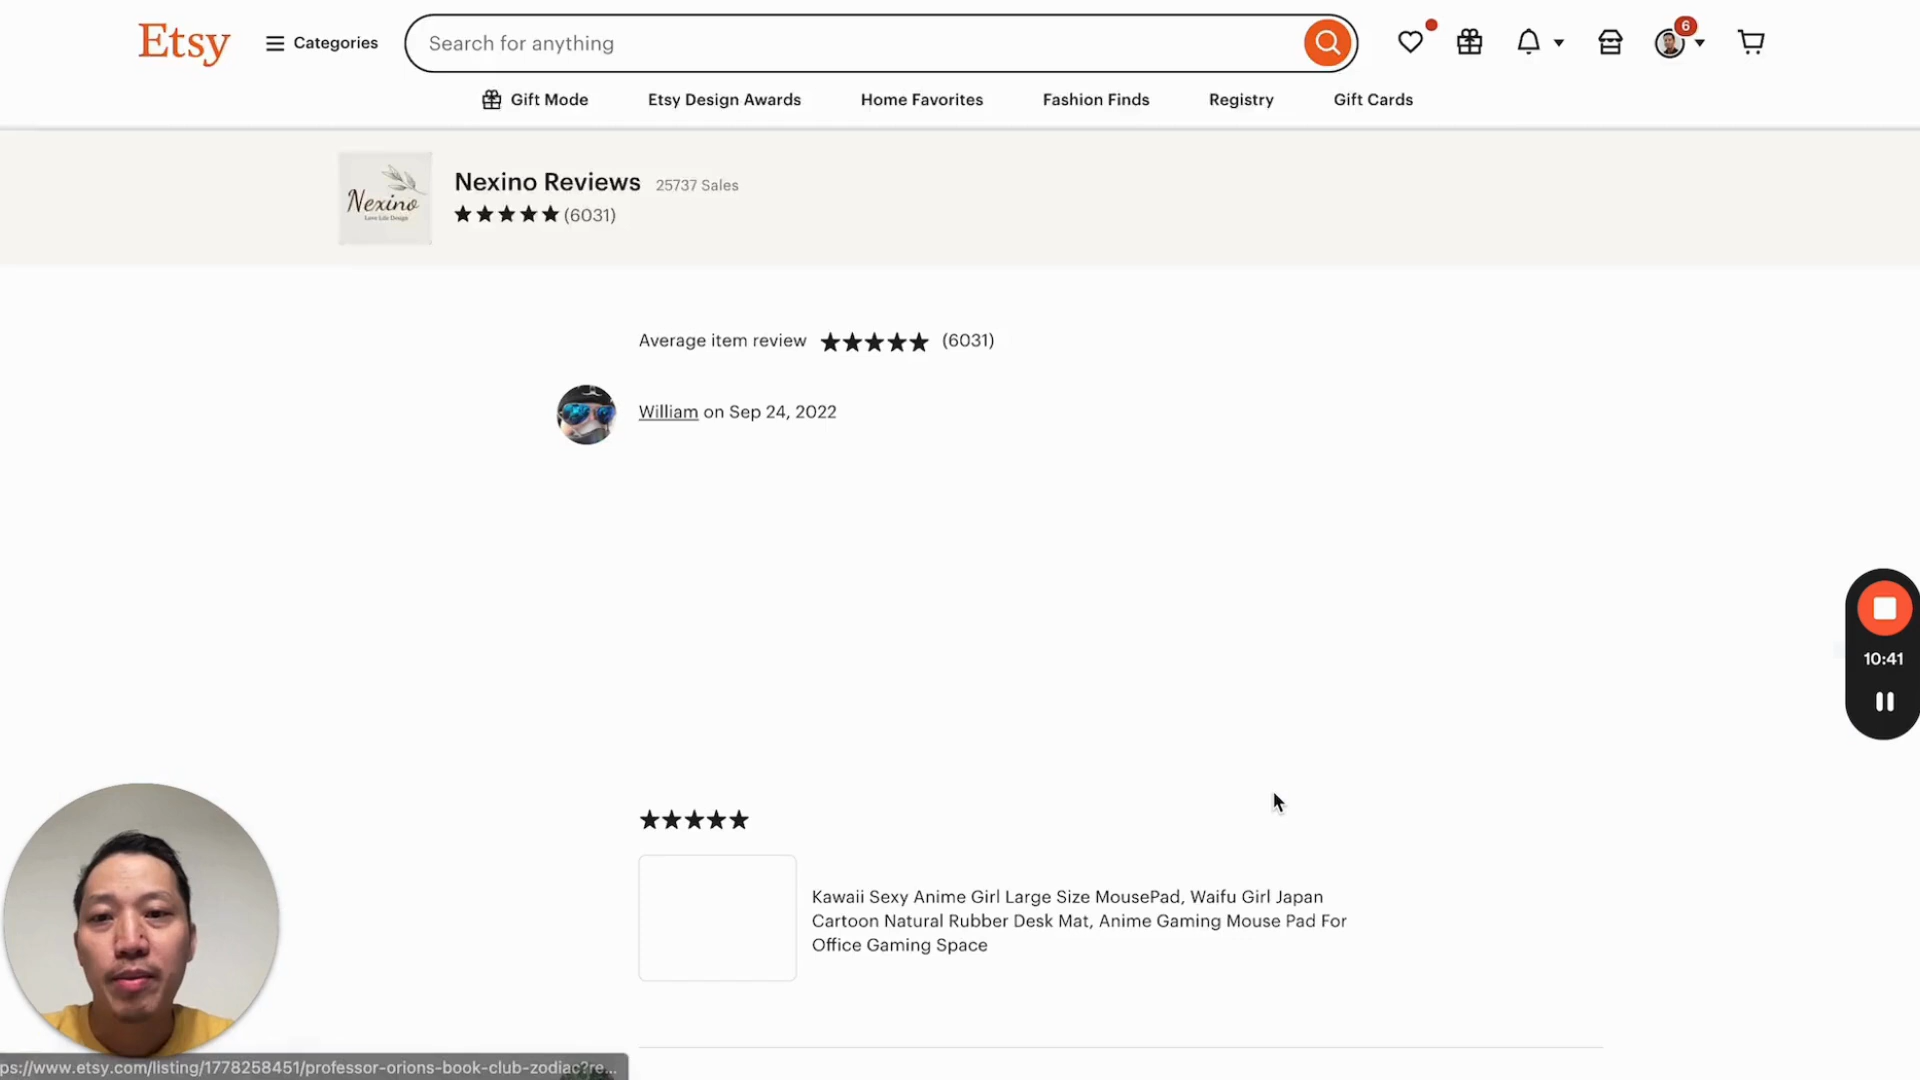 Etsy
Categories
Search for anything
6
Gift Mode
Etsy Design Awards
Home Favorites
Fashion Finds
Registry
Gift Cards
Nexino
Love Life Design
Nexino Reviews 25737 Sales
(6031)
Average item review (6031)
William on Sep 24, 2022
10:41
Kawaii Sexy Anime Girl Large Size MousePad, Waifu Girl Japan
Cartoon Natural Rubber Desk Mat, Anime Gaming Mouse Pad For
Office Gaming Space
ps://www.etsy.com/listing/1778258451/professor-orions-book-club-zodiac?re...